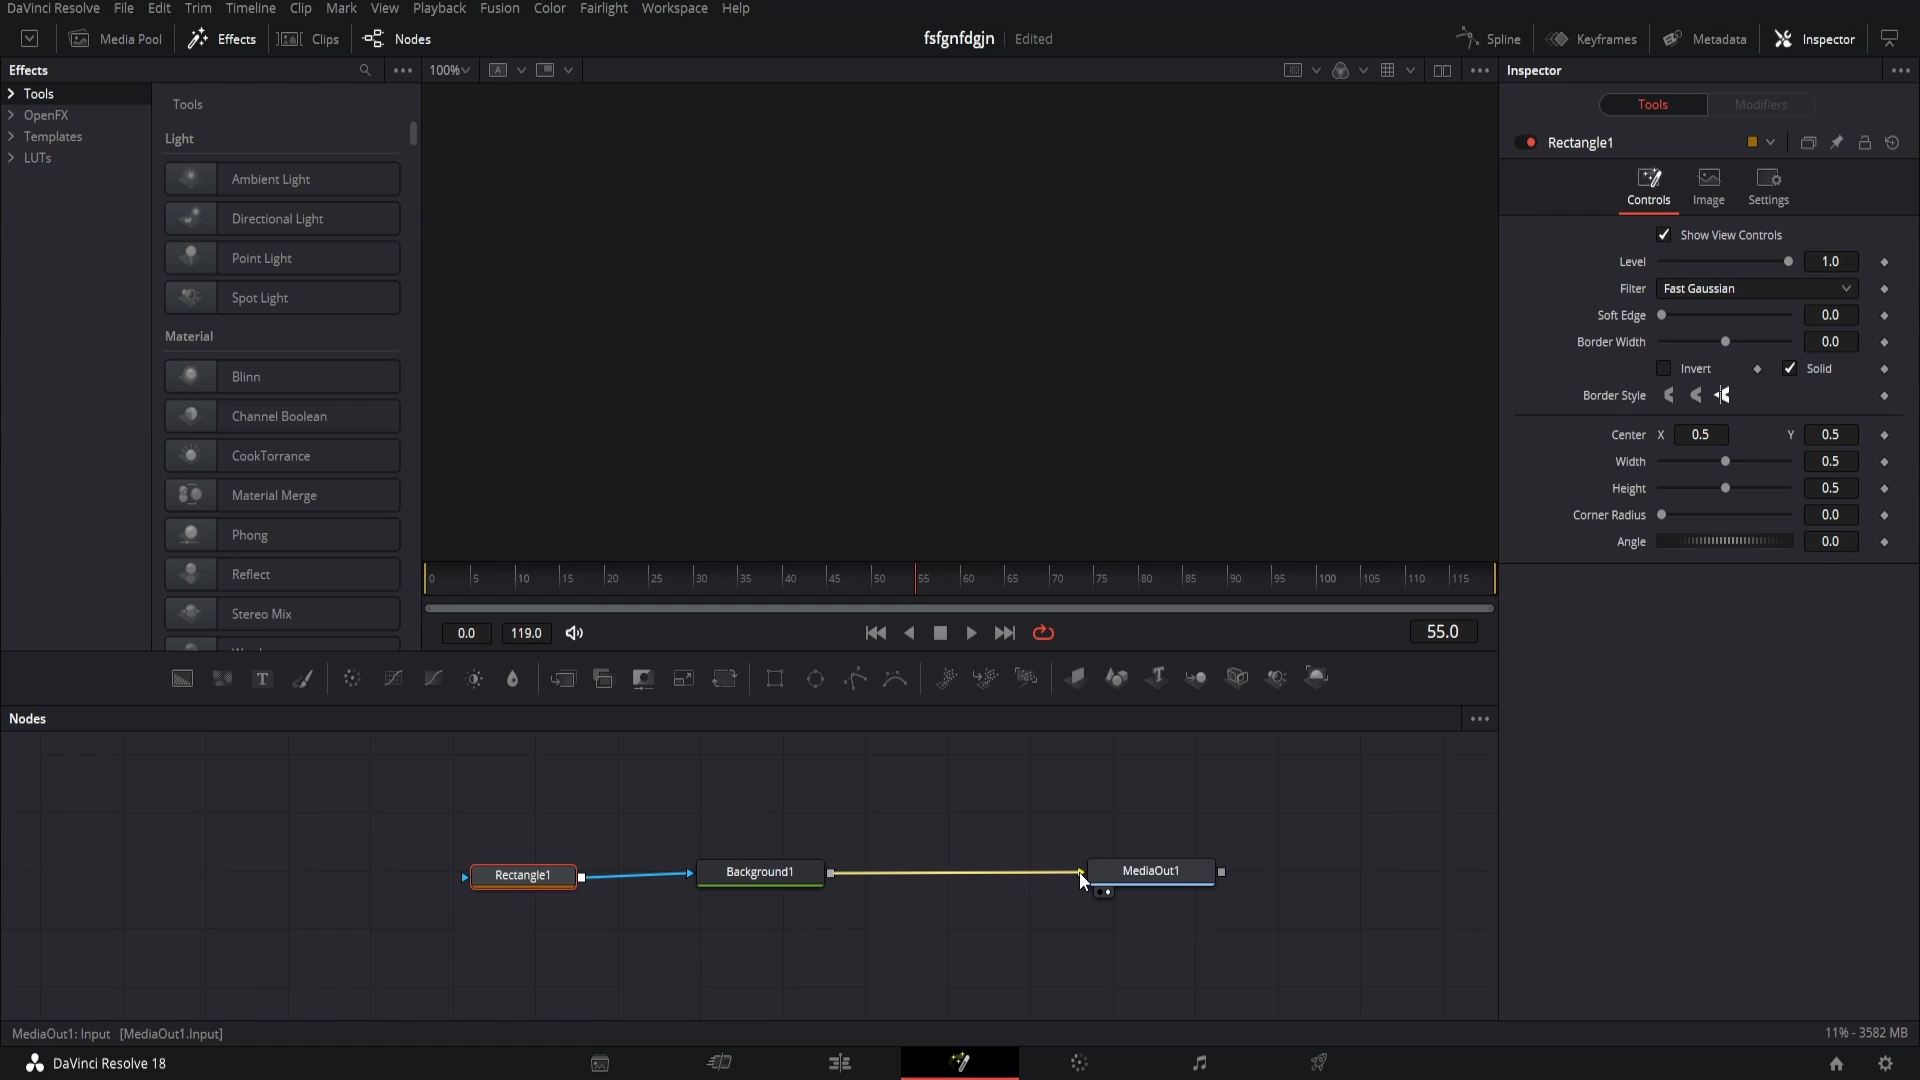 DaVinci Resolve File Edit Trim Timeline Clip Mark View Playback Fusion Color Fairlight Workspace Help
Media Pool Effects Clips Nodes fsfgnfdgjn Edited Spline Keyframes Metadata Inspector
Effects 100% A Inspector
Tools
OpenFX
Templates
LUTs
Tools
Light
Ambient Light
Directional Light
Point Light
Spot Light
Material
Blinn
Channel Boolean
CookTorrance
Material Merge
Phong
Reflect
Stereo Mix
Tools Modifiers
Rectangle1
Controls Image Settings
Show View Controls
Level 1.0
Filter Fast Gaussian
Soft Edge 0.0
Border Width 0.0
Invert Solid
Border Style
Center X 0.5 Y 0.5
Width 0.5
Height 0.5
Corner Radius 0.0
Angle 0.0
0 5 10 15 20 25 30 35 40 45 50 55 60 65 70 75 80 85 90 95 100 105 110 115
0.0 119.0 55.0
T T
Nodes
Rectangle1 Background1 MediaOut1
MediaOut1: Input [MediaOut1.Input] 11% - 3582 MB
DaVinci Resolve 18